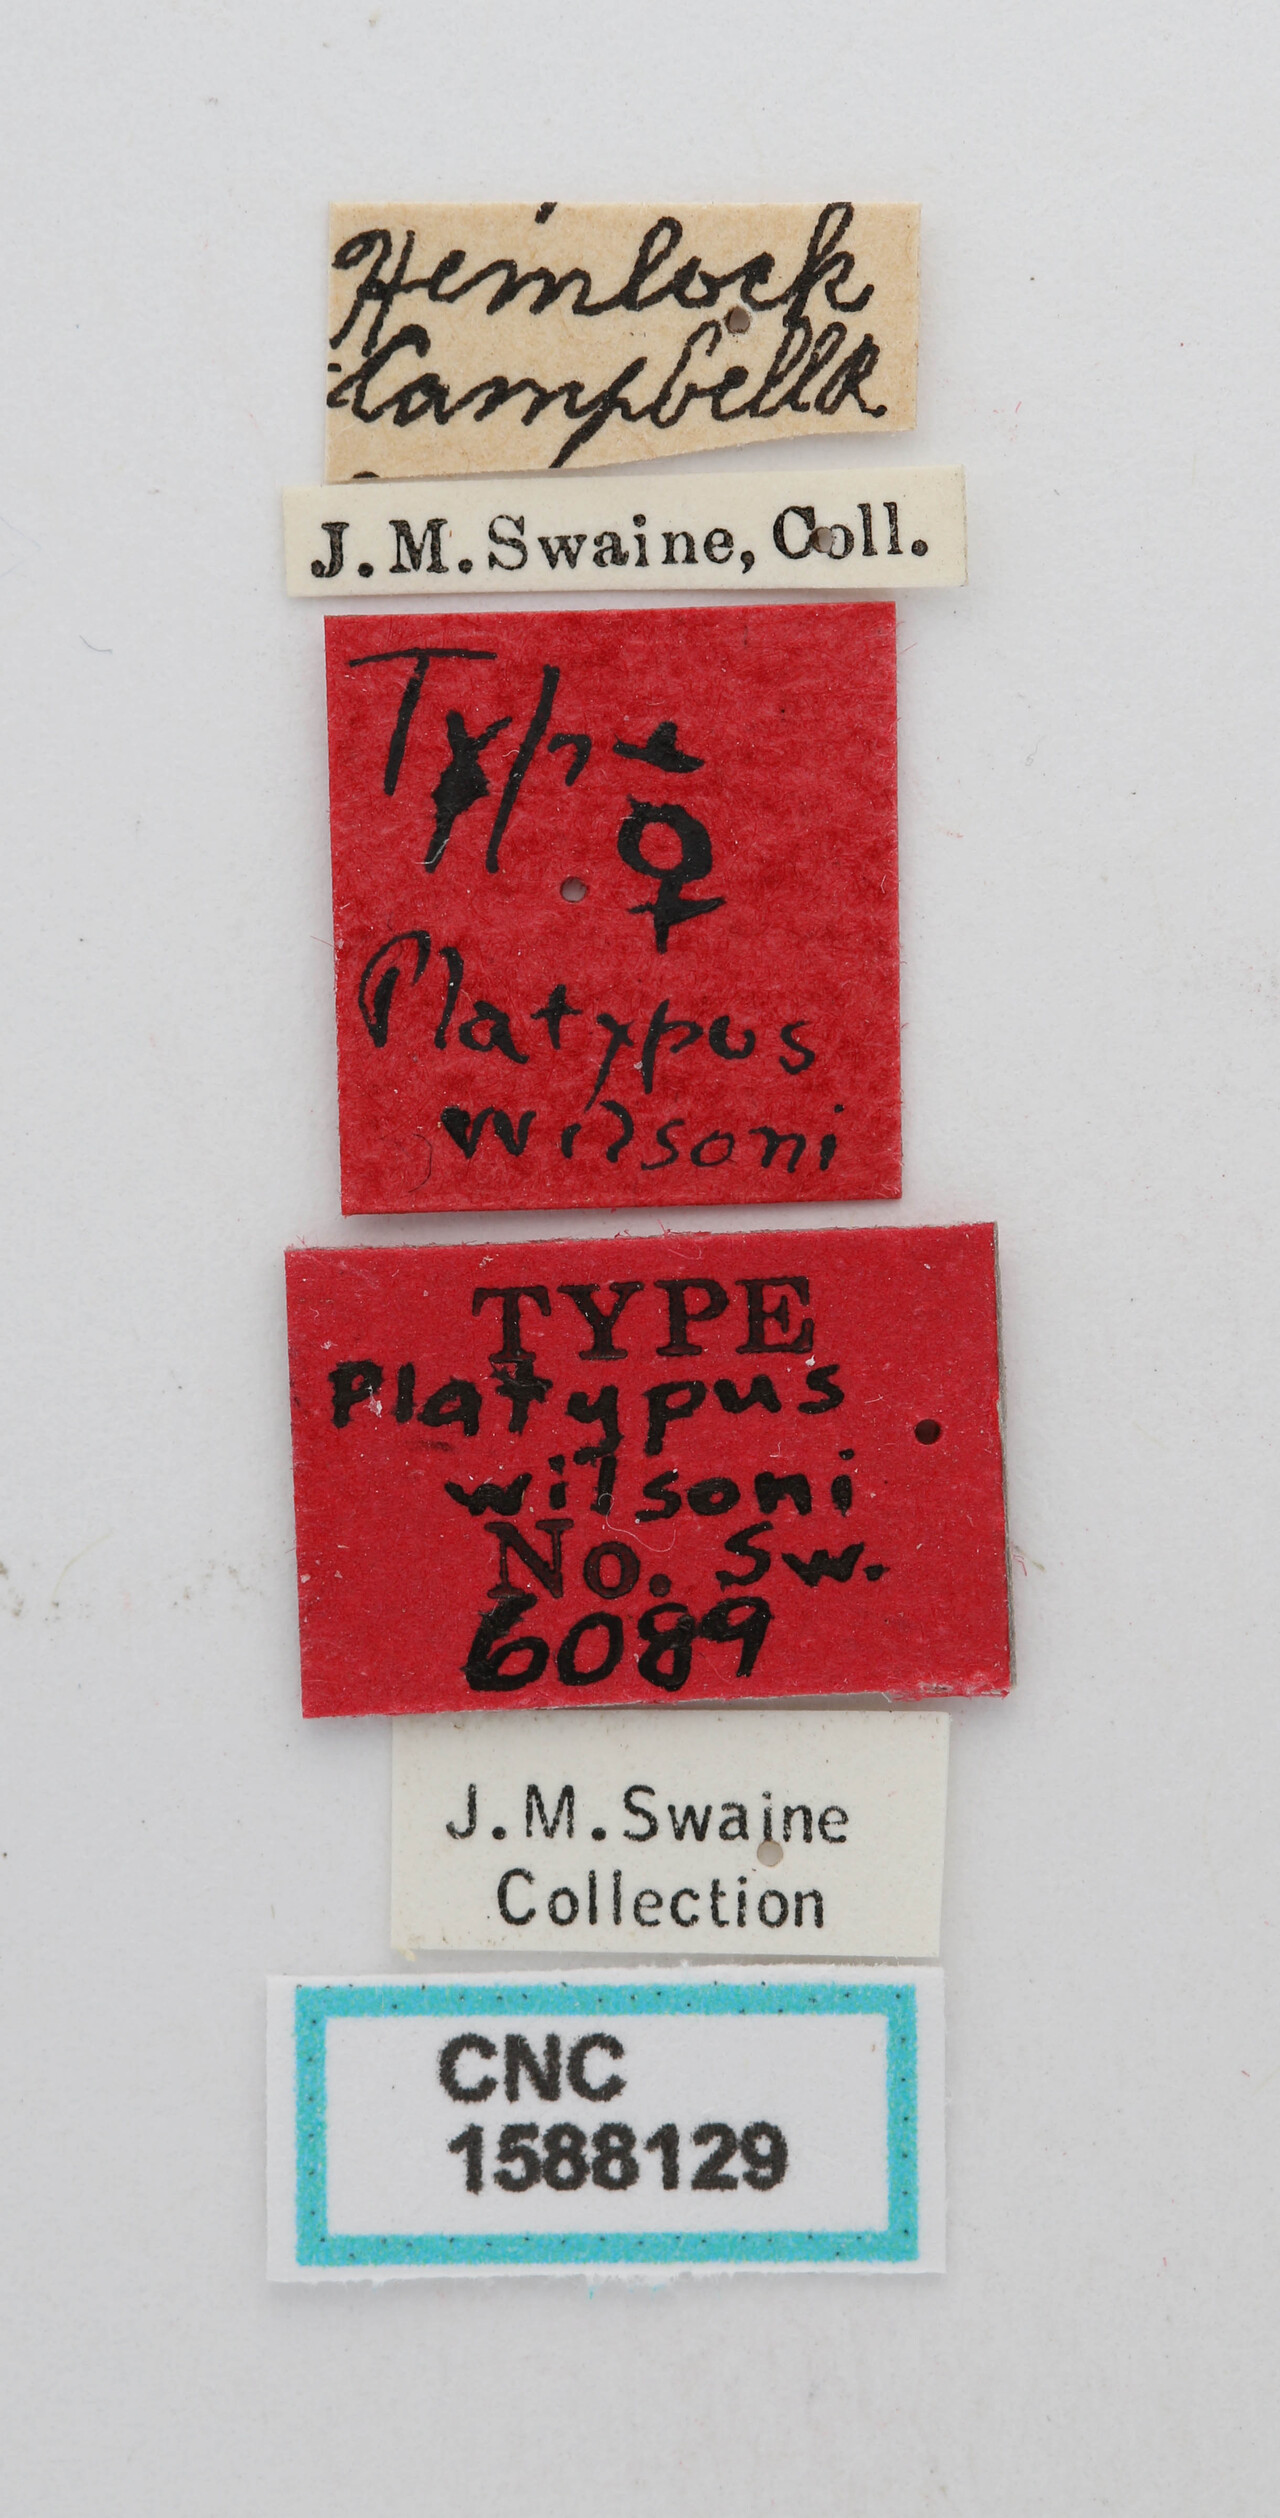 Hemlock
Campbell R
J. M. Swaine, Coll.
Type
♀
Platypus
wilsoni
TYPE
Platypus
wilsoni
No. Sw.
6089
J. M. Swaine
Collection
CNC
1588129